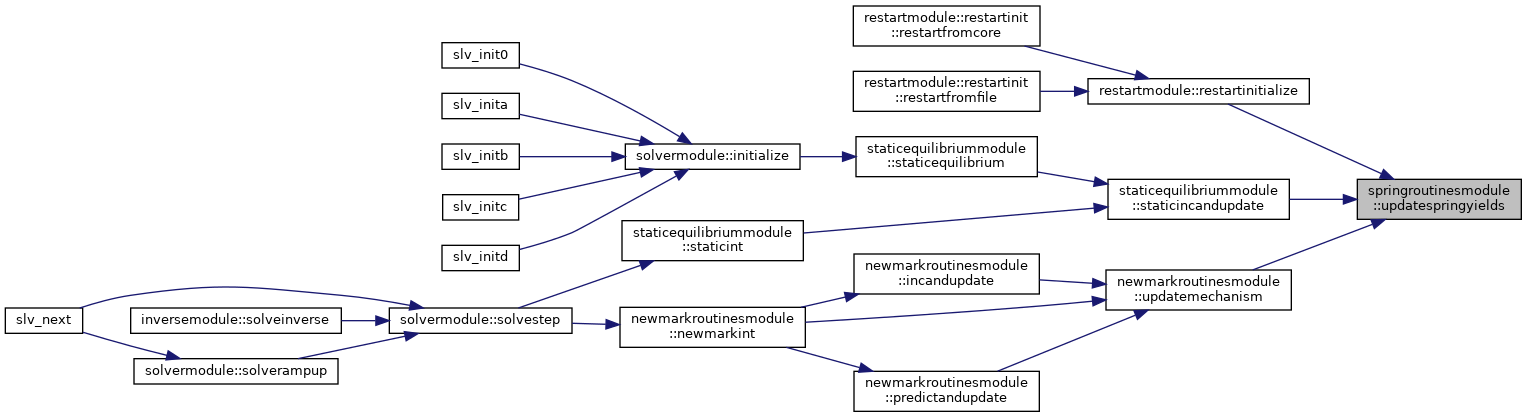 restartmodule::restartinit
::restartfromcore
slv_init0
restartmodule::restartinit
::restartfromfile
restartmodule::restartinitialize
slv_inita
slv_initb
solvermodule::initialize
staticequilibriummodule
::staticequilibrium
slv_initc
staticequilibriummodule
::staticincandupdate
springroutinesmodule
::updatespringyields
staticequilibriummodule
::staticint
slv_initd
newmarkroutinesmodule
::incandupdate
newmarkroutinesmodule
::updatemechanism
slv_next
inversemodule::solveinverse
solvermodule::solvestep
newmarkroutinesmodule
::newmarkint
solvermodule::solverampup
newmarkroutinesmodule
::predictandupdate